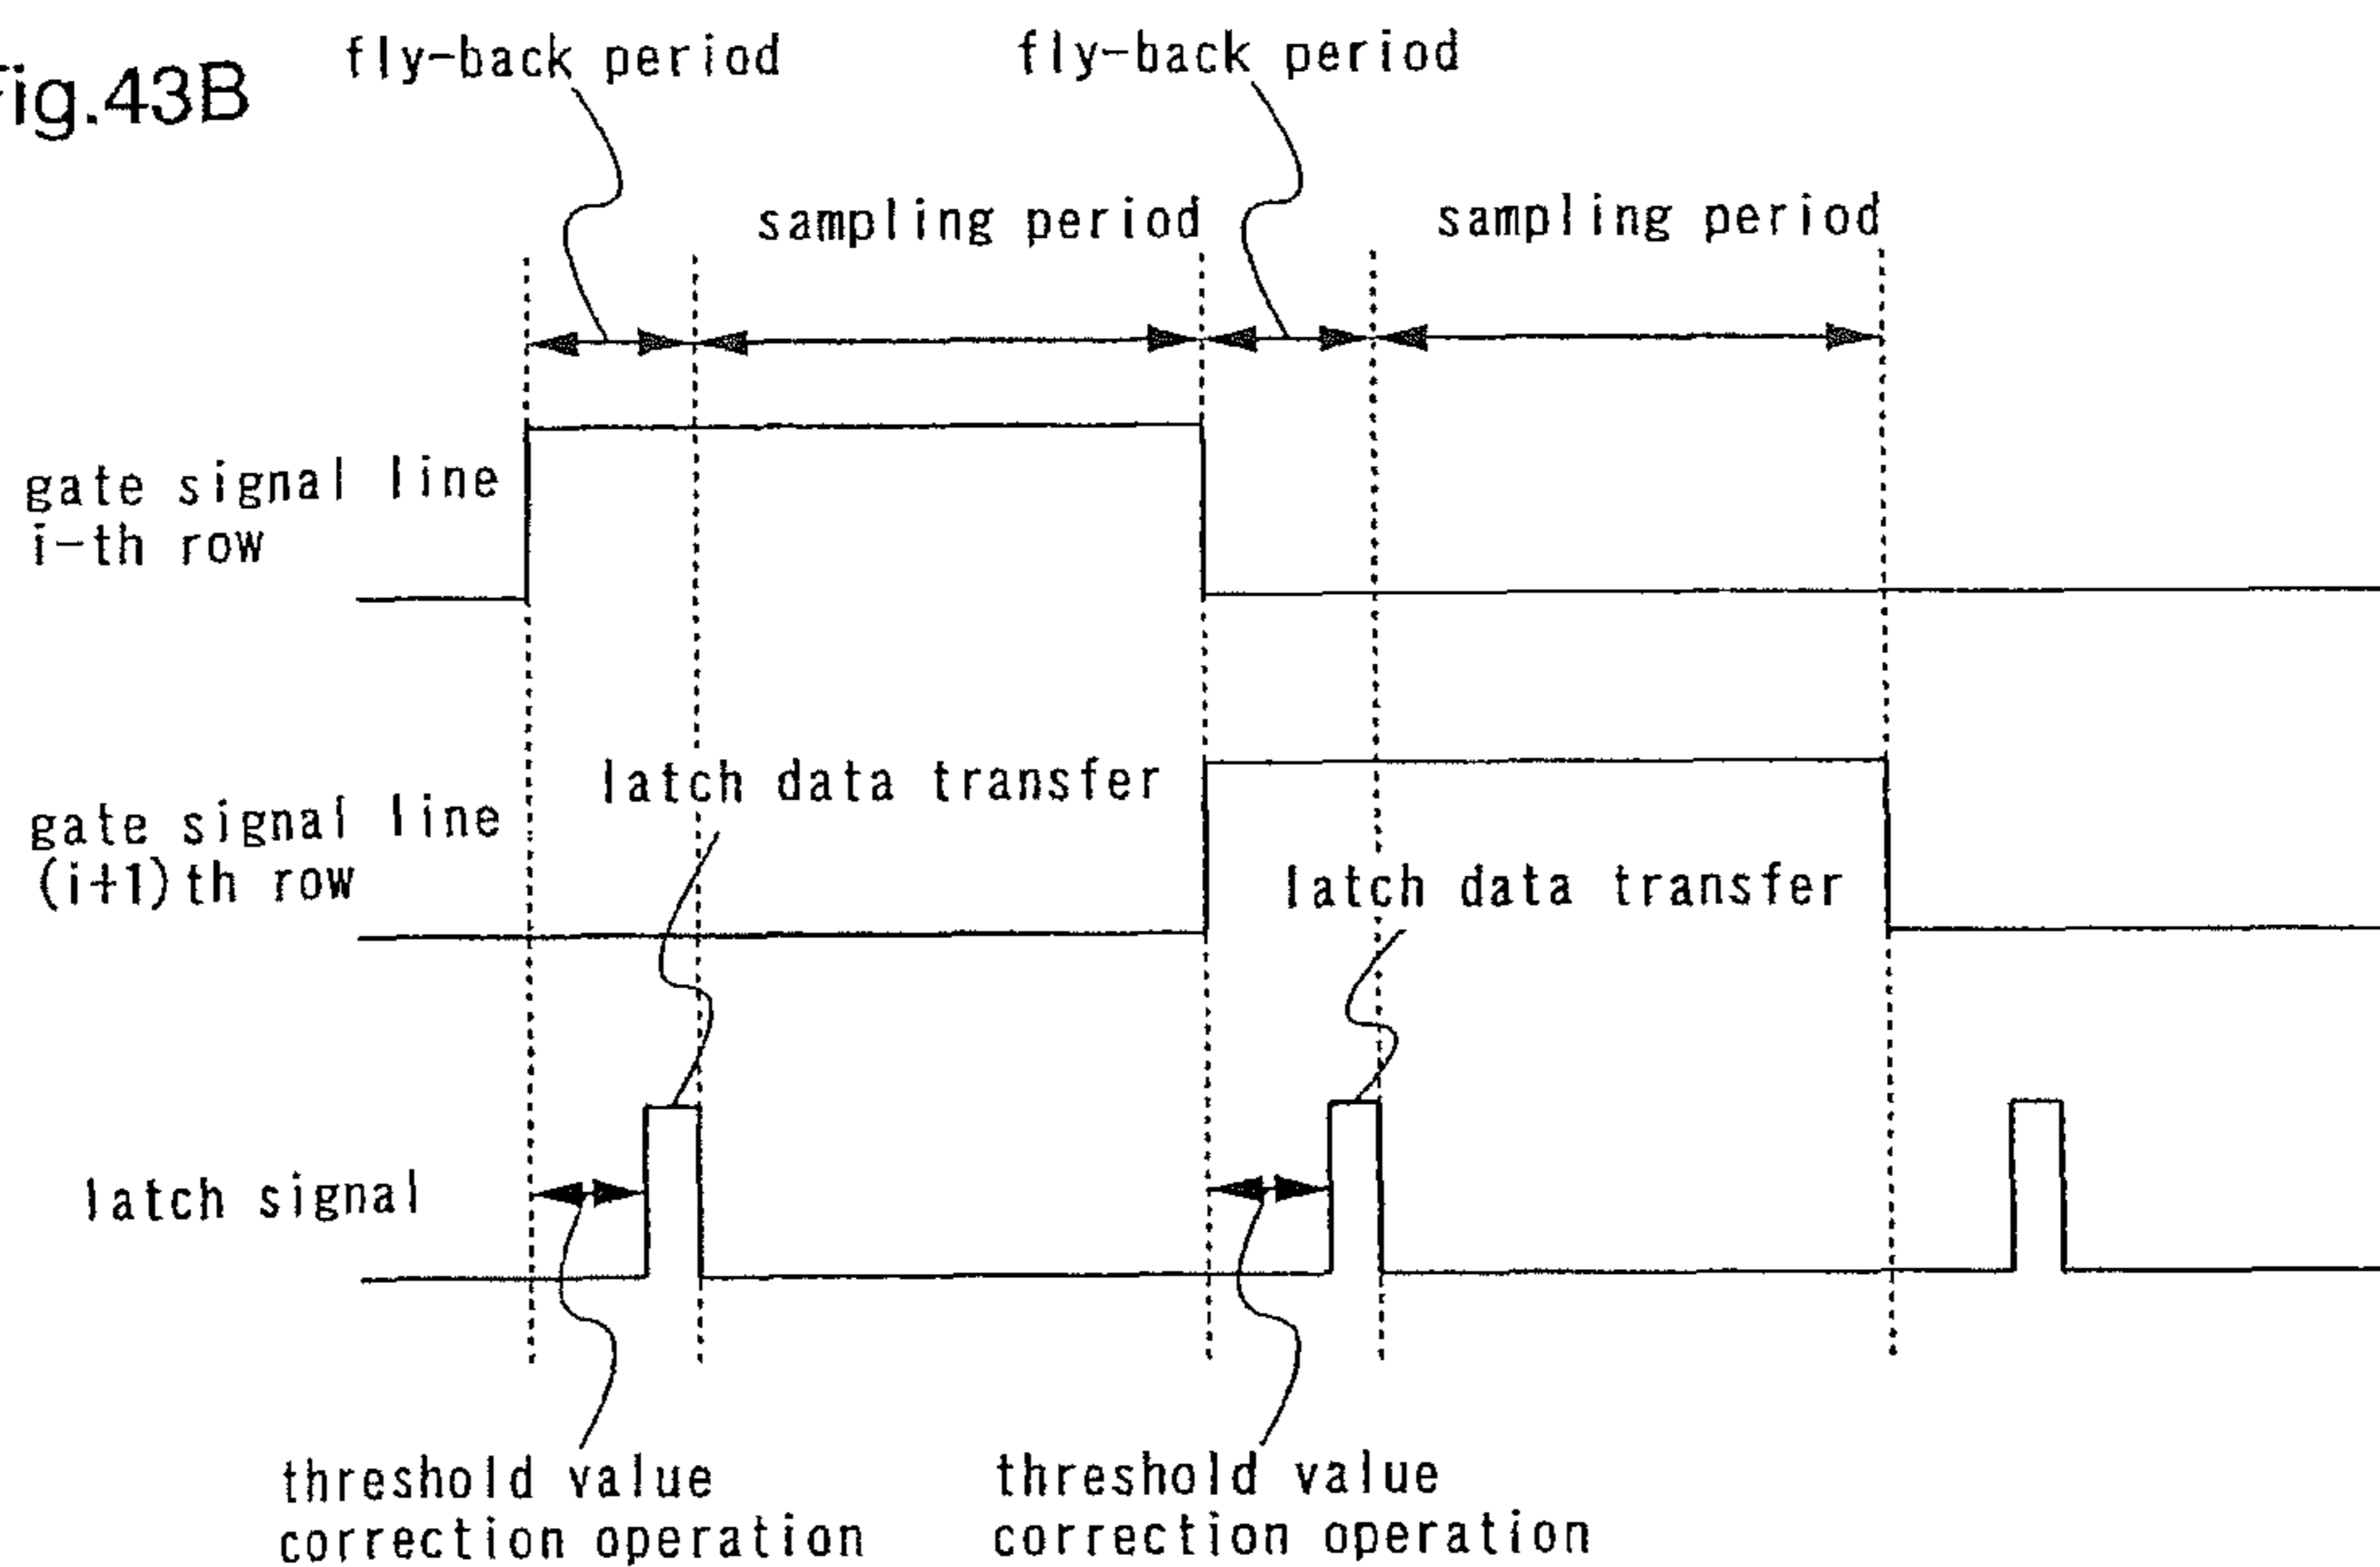 Fig.43B
fly-back period
fly-back period
sampling period
sampling period
gate signal line
i-th row
latch data transfer
gate signal line
(i+1)th row
latch data transfer
latch signal
threshold value
correction operation
threshold value
correction operation